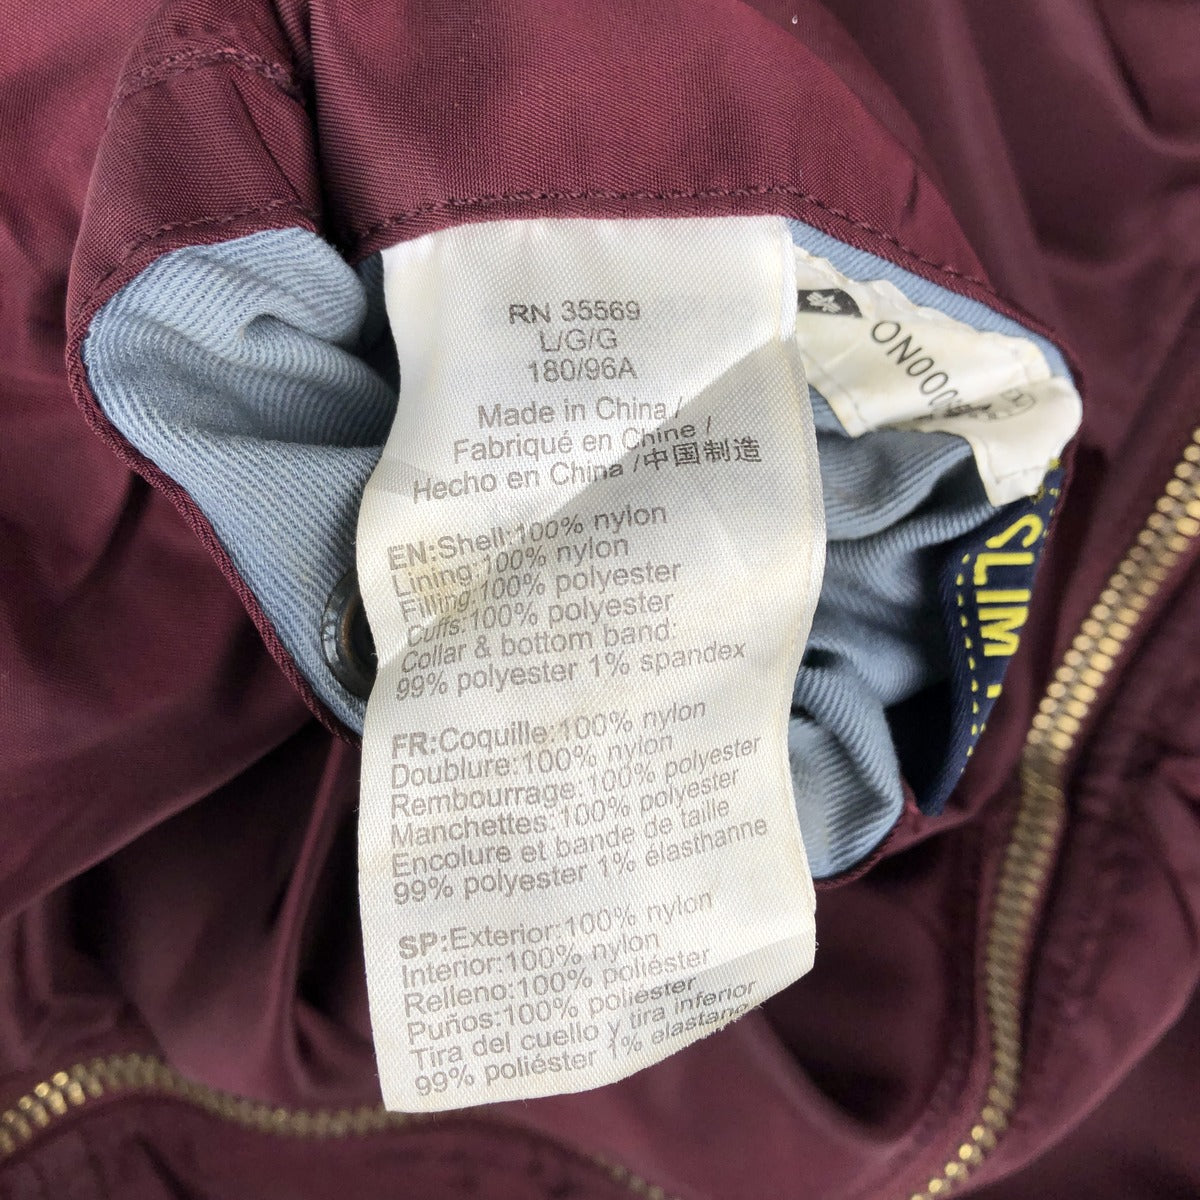 RN 35569
L/G/G
180/96A
Made in China /
Fabriqué en Chine /
Hecho en China /中国制造
EN:Shell:100% nylon
Lining:100% nylon
Filling:100% polyester
Cuffs:100% polyester
Collar & bottom band:
99% polyester 1% spandex
FR:Coquille:100% nylon
Doublure:100% nylon
Rembourrage:100% polyester
Manchettes:100% polyester
Encolure et bande de taille
99% polyester 1% élasthanne
SP:Exterior:100% nylon
Interior:100% nylon
Relleno:100% poliéster
Puños:100% poliéster
Tira del cuello y tira inferior
99% poliéster 1% elastano
SLIM